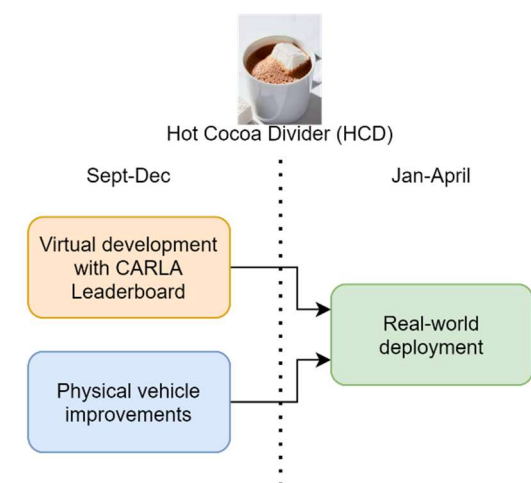 Hot Cocoa Divider (HCD)
Sept-Dec
Jan-April
Virtual development
with CARLA
Leaderboard
Real-world
deployment
Physical vehicle
improvements